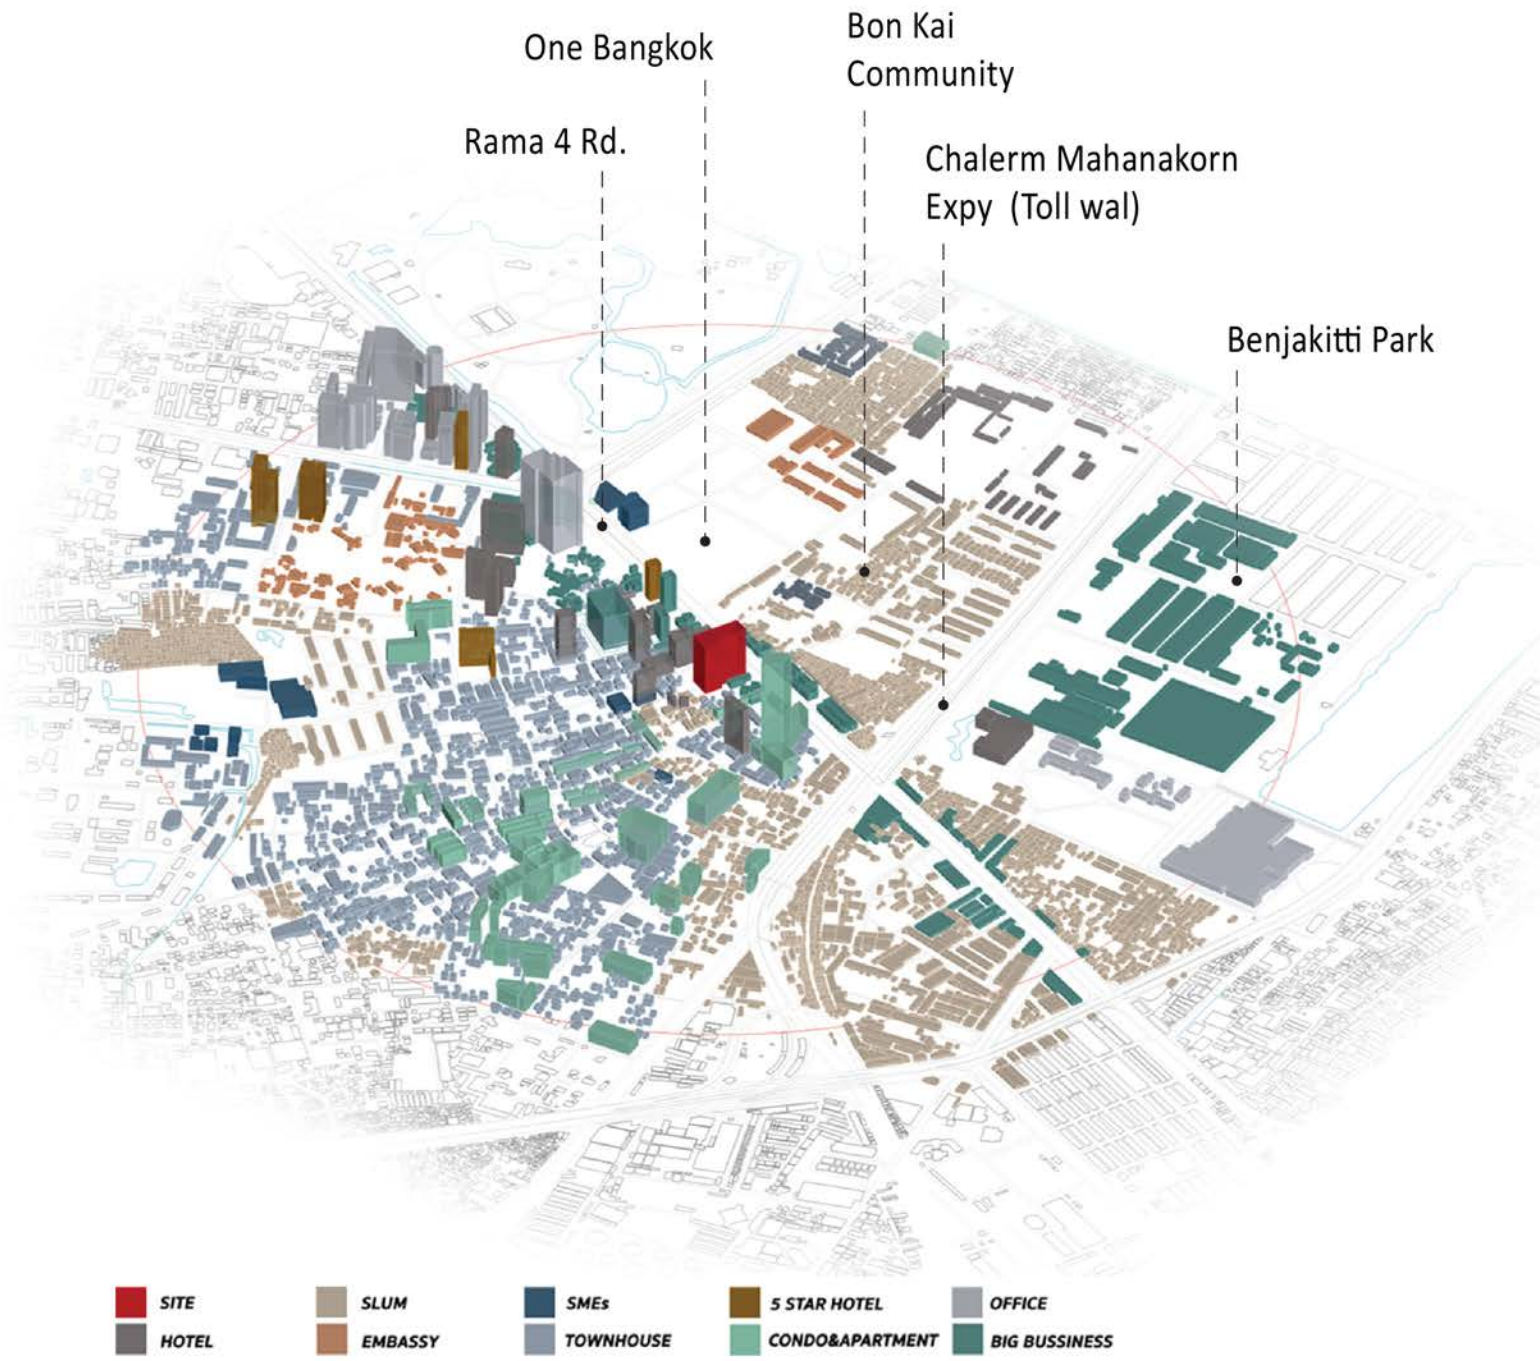 One Bangkok
Bon Kai
Community
Rama 4 Rd.
Chalerm Mahanakorn
Expy (Toll wal)
Benjakitti Park
SITE
SLUM
SMEs
5 STAR HOTEL
OFFICE
HOTEL
EMBASSY
TOWNHOUSE
CONDO&APARTMENT
BIG BUSSINESS